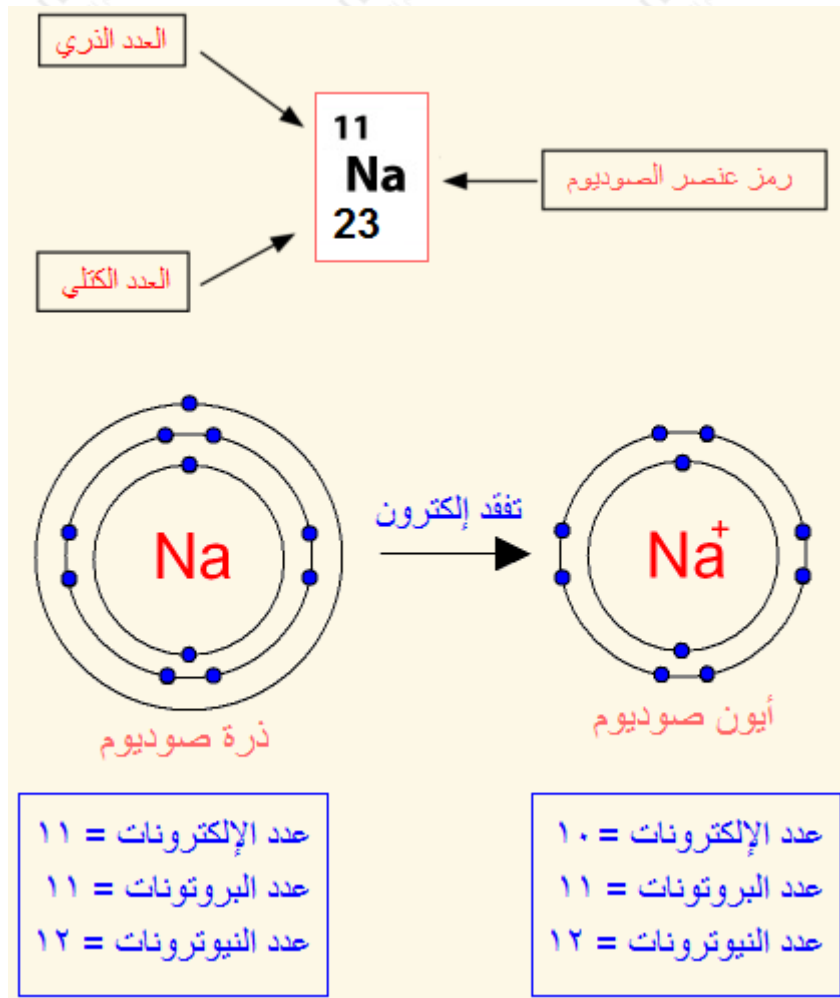 العدد الذري
11
Na
رمز عنصر الصوديوم
23
العدد الكتلي
تفقد إلكترون
Na
Na+
ذرة صوديوم
أيون صوديوم
عدد الإلكترونات = ١١
عدد البروتونات = ١١
عدد النيوترونات = ١٢
عدد الإلكترونات = ١٠
عدد البروتونات = ١١
عدد النيوترونات = ١٢